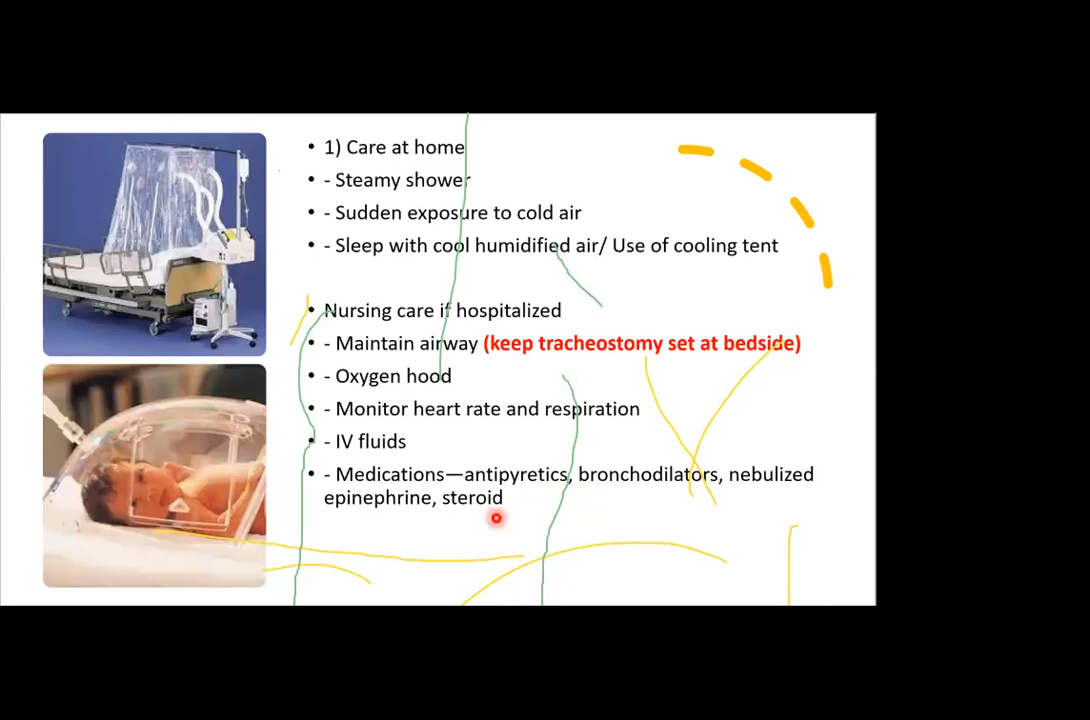 • 1) Care at home
• - Steamy shower
• - Sudden exposure to cold air
• - Sleep with cool humidified air/ Use of cooling tent
• Nursing care if hospitalized
• - Maintain airway (keep tracheostomy set at bedside)
• - Oxygen hood
• - Monitor heart rate and respiration
• - IV fluids
• - Medications—antipyretics, bronchodilators, nebulized
epinephrine, steroid